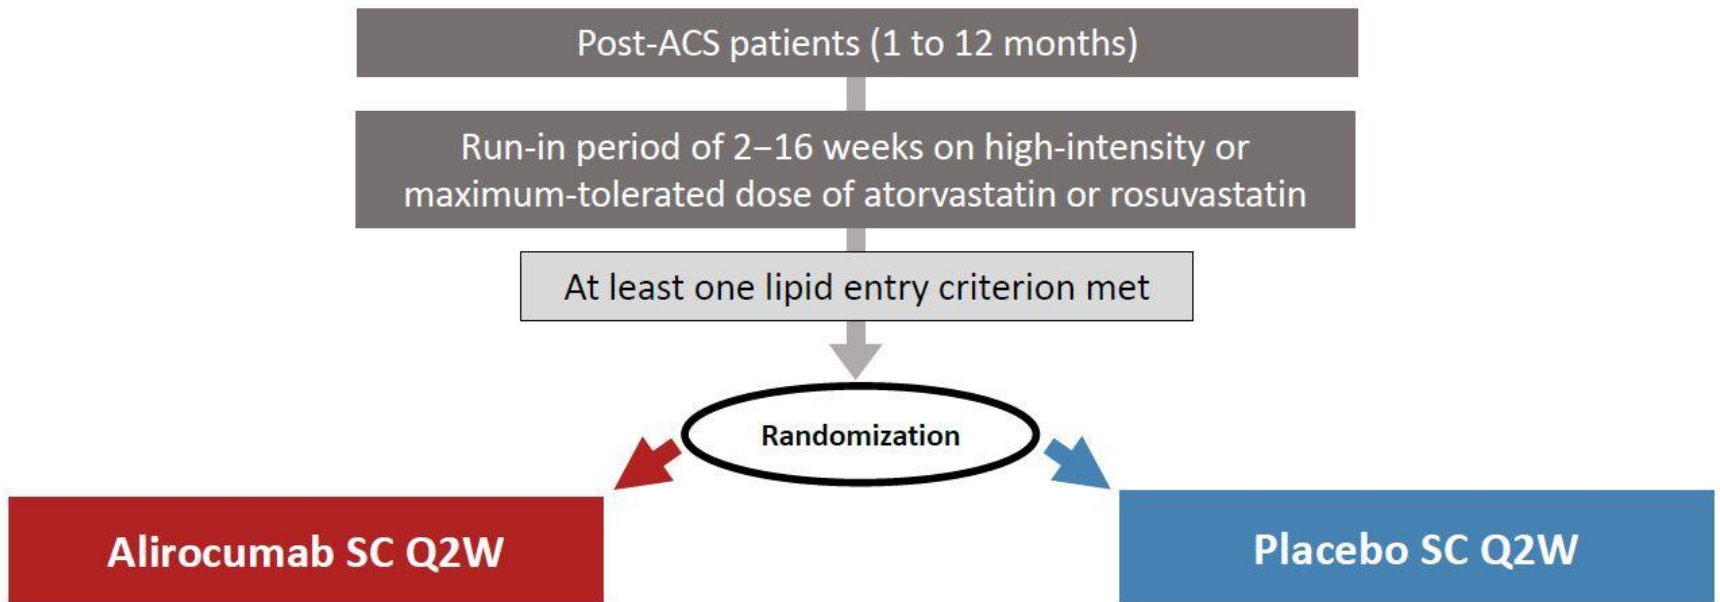 Post-ACS patients (1 to 12 months)
Run-in period of 2−16 weeks on high-intensity or
maximum-tolerated dose of atorvastatin or rosuvastatin
At least one lipid entry criterion met
Randomization
Alirocumab SC Q2W
Placebo SC Q2W